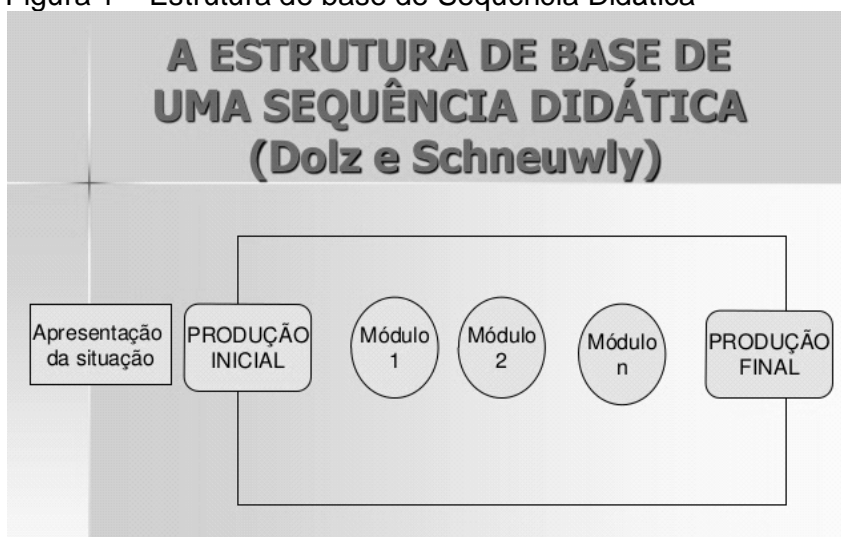 Figura 1 – Estrutura de base de Sequência Didática
A ESTRUTURA DE BASE DE
UMA SEQUÊNCIA DIDÁTICA
(Dolz e Schneuwly)
Apresentação
da situação
PRODUÇÃO
INICIAL
Módulo
1
Módulo
2
Módulo
n
PRODUÇÃO
FINAL